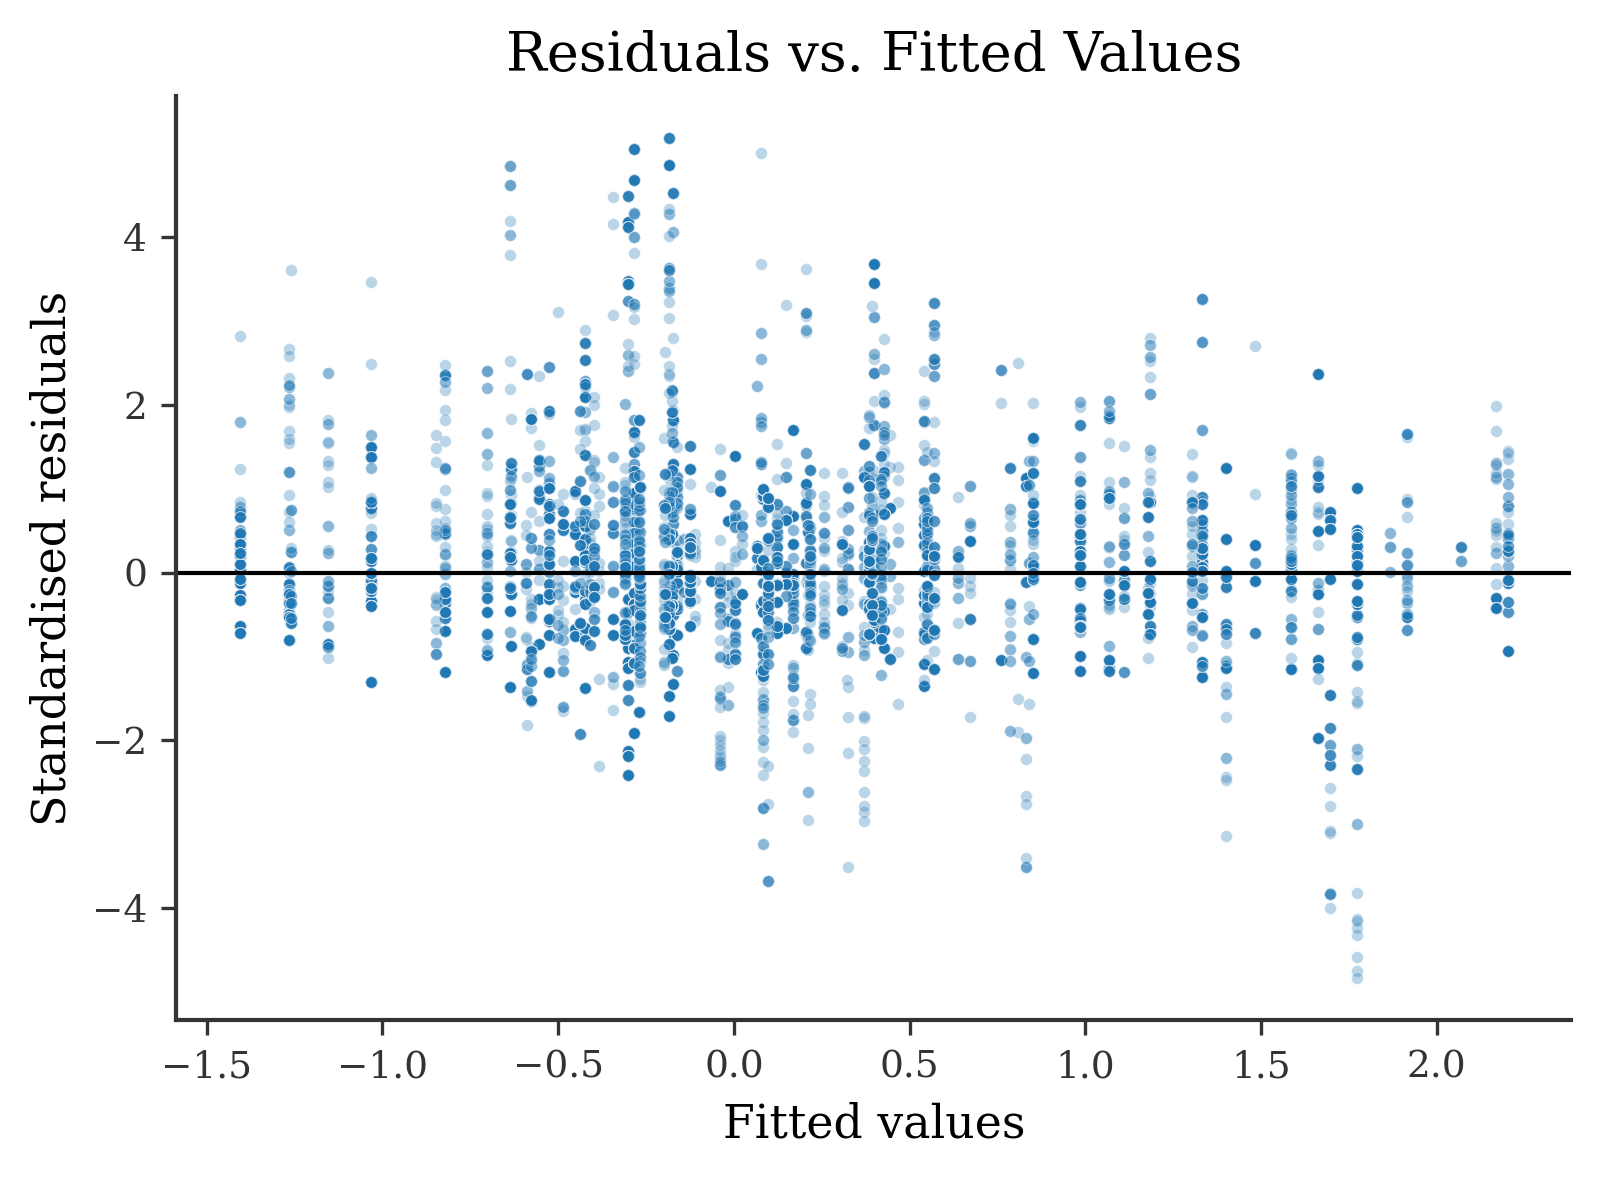 Residuals vs. Fitted Values
Standardised residuals
4
2
0
−2
−4
−1.5 −1.0 −0.5 0.0 0.5 1.0 1.5 2.0
Fitted values